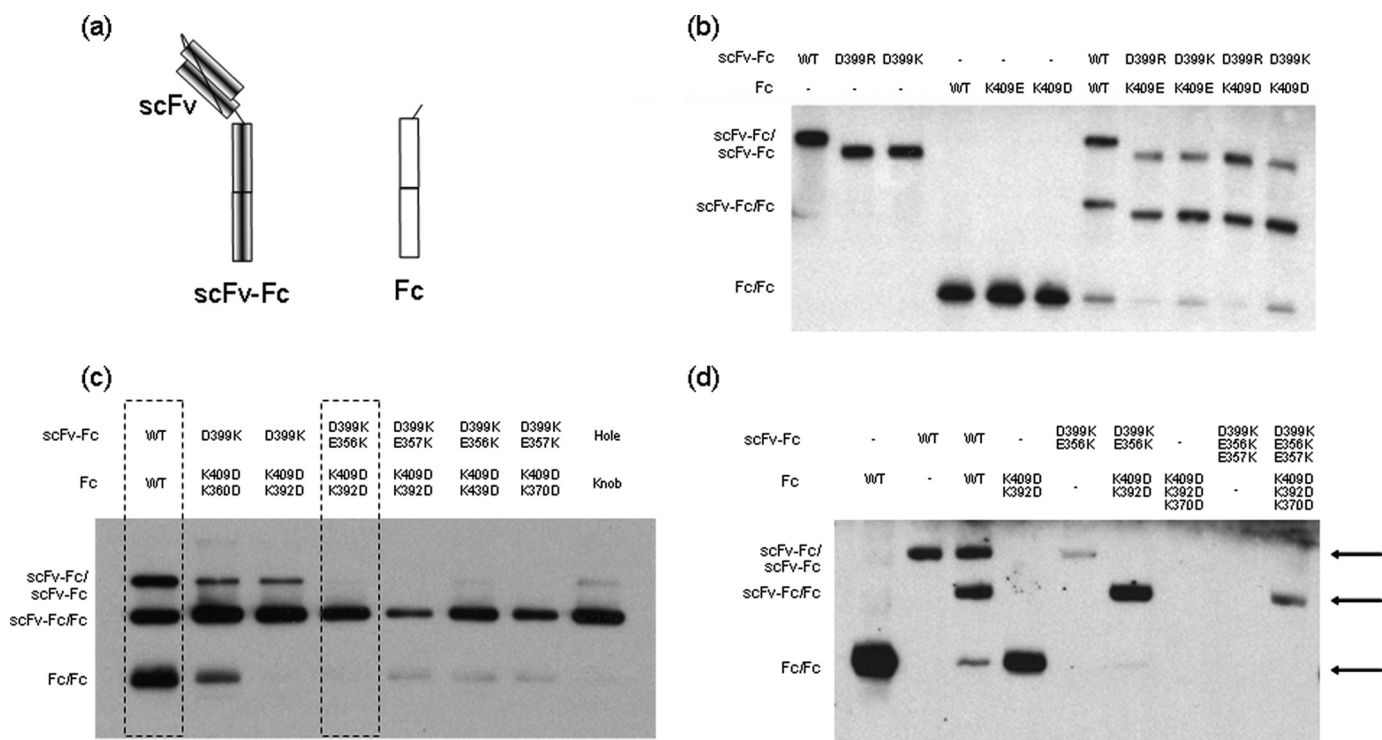 (a)
scFv
scFv-Fc
Fc
(b)
scFv-Fc WT D399R D399K - - - WT D399R D399K D399R D399K
Fc - - - WT K409E K409D WT K409E K409E K409D K409D
scFv-Fc/
scFv-Fc
scFv-Fc/Fc
Fc/Fc
(c)
scFv-Fc WT D399K D399K D399K D399K D399K D399K Hole
E356K E357K E356K E357K
Fc WT K409D K409D K409D K409D K409D K409D Knob
K360D K392D K392D K392D K439D K370D
scFv-Fc/
scFv-Fc
scFv-Fc/Fc
Fc/Fc
(d)
scFv-Fc - WT WT - D399K D399K - D399K D399K
E356K E356K E356K E356K
E357K E357K
Fc WT - WT K409D - K409D K409D - K409D
K392D K392D K392D K392D
K370D K370D
scFv-Fc/
scFv-Fc
scFv-Fc/Fc
Fc/Fc